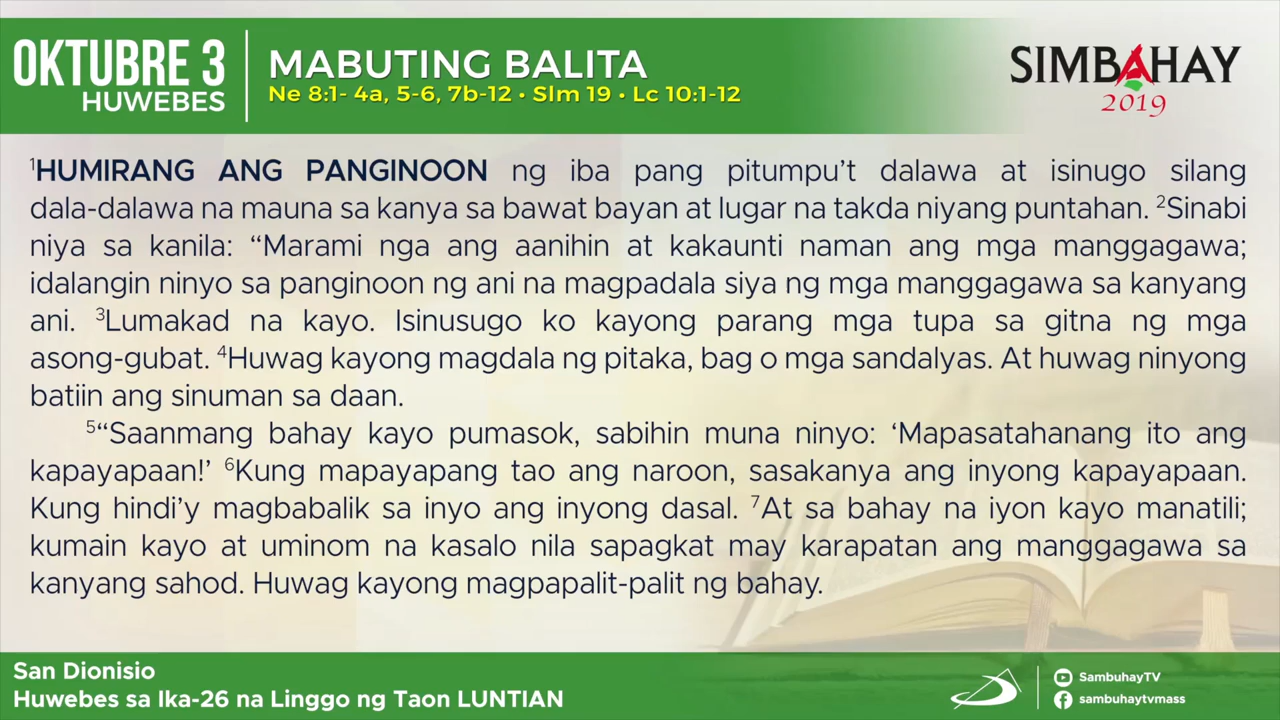 OKTUBRE 3
HUWEBES
MABUTING BALITA
Ne 8:1- 4a, 5-6, 7b-12 • Slm 19 • Lc 10:1-12
SIMBAHAY
2019
¹HUMIRANG ANG PANGINOON ng iba pang pitumpu’t dalawa at isinugo silang
dala-dalawa na mauna sa kanya sa bawat bayan at lugar na takda niyang puntahan. ²Sinabi
niya sa kanila: “Marami nga ang aanihin at kakaunti naman ang mga manggagawa;
idalangin ninyo sa panginoon ng ani na magpadala siya ng mga manggagawa sa kanyang
ani. ³Lumakad na kayo. Isinusugo ko kayong parang mga tupa sa gitna ng mga
asong-gubat. ⁴Huwag kayong magdala ng pitaka, bag o mga sandalyas. At huwag ninyong
batiin ang sinuman sa daan.
⁵“Saanmang bahay kayo pumasok, sabihin muna ninyo: ‘Mapasatahanang ito ang
kapayapaan!’ ⁶Kung mapayapang tao ang naroon, sasakanya ang inyong kapayapaan.
Kung hindi’y magbabalik sa inyo ang inyong dasal. ⁷At sa bahay na iyon kayo manatili;
kumain kayo at uminom na kasalo nila sapagkat may karapatan ang manggagawa sa
kanyang sahod. Huwag kayong magpapalit-palit ng bahay.
San Dionisio
Huwebes sa Ika-26 na Linggo ng Taon LUNTIAN
SambuhayTV
sambuhaytvmass